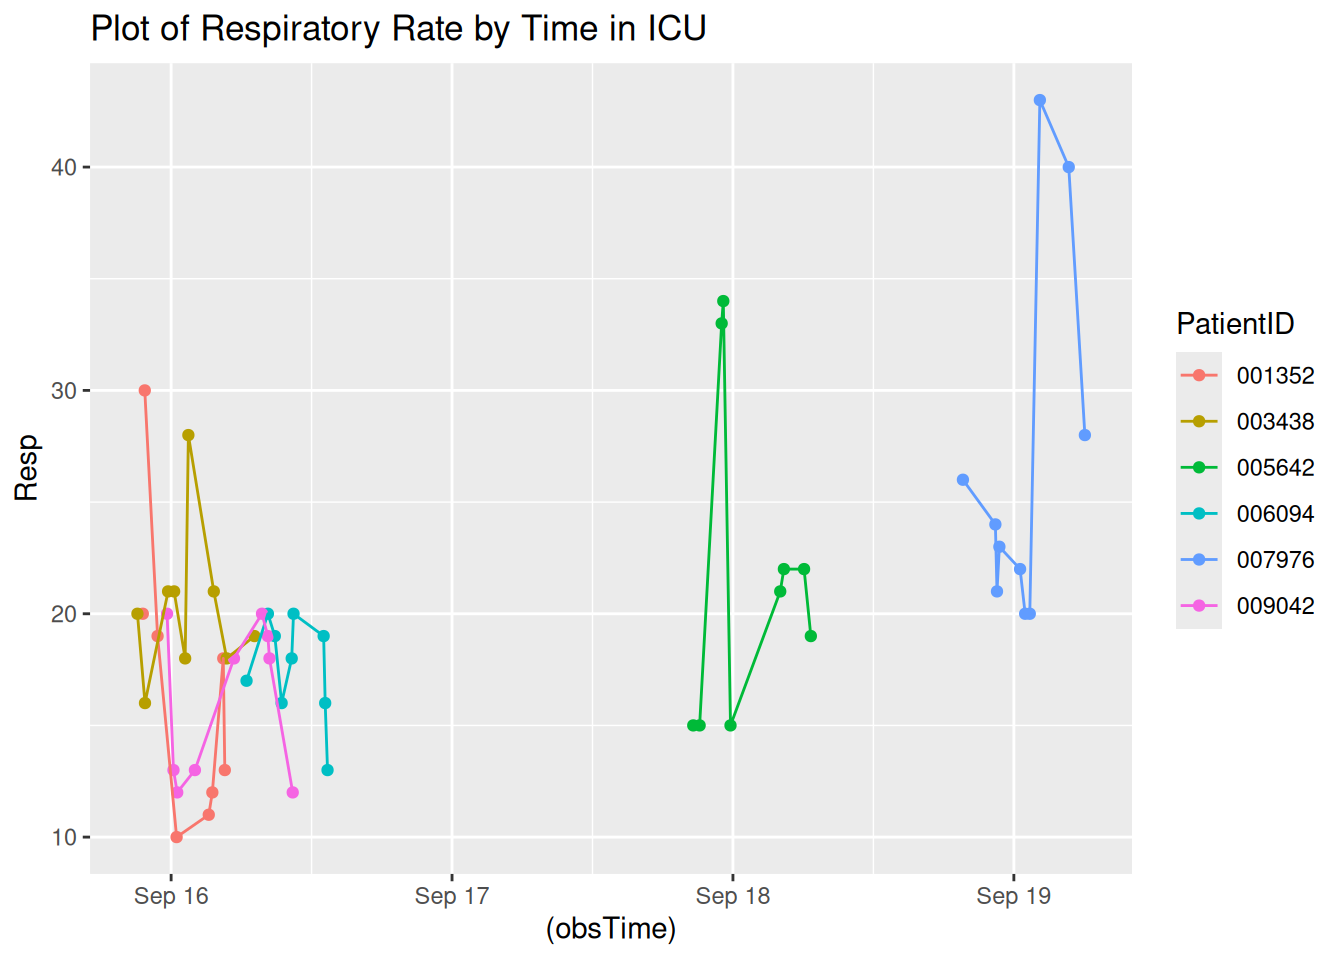 Plot of Respiratory Rate by Time in ICU
Resp
40
30
20
10
Sep 16
Sep 17
Sep 18
Sep 19
(obsTime)
PatientID
001352
003438
005642
006094
007976
009042